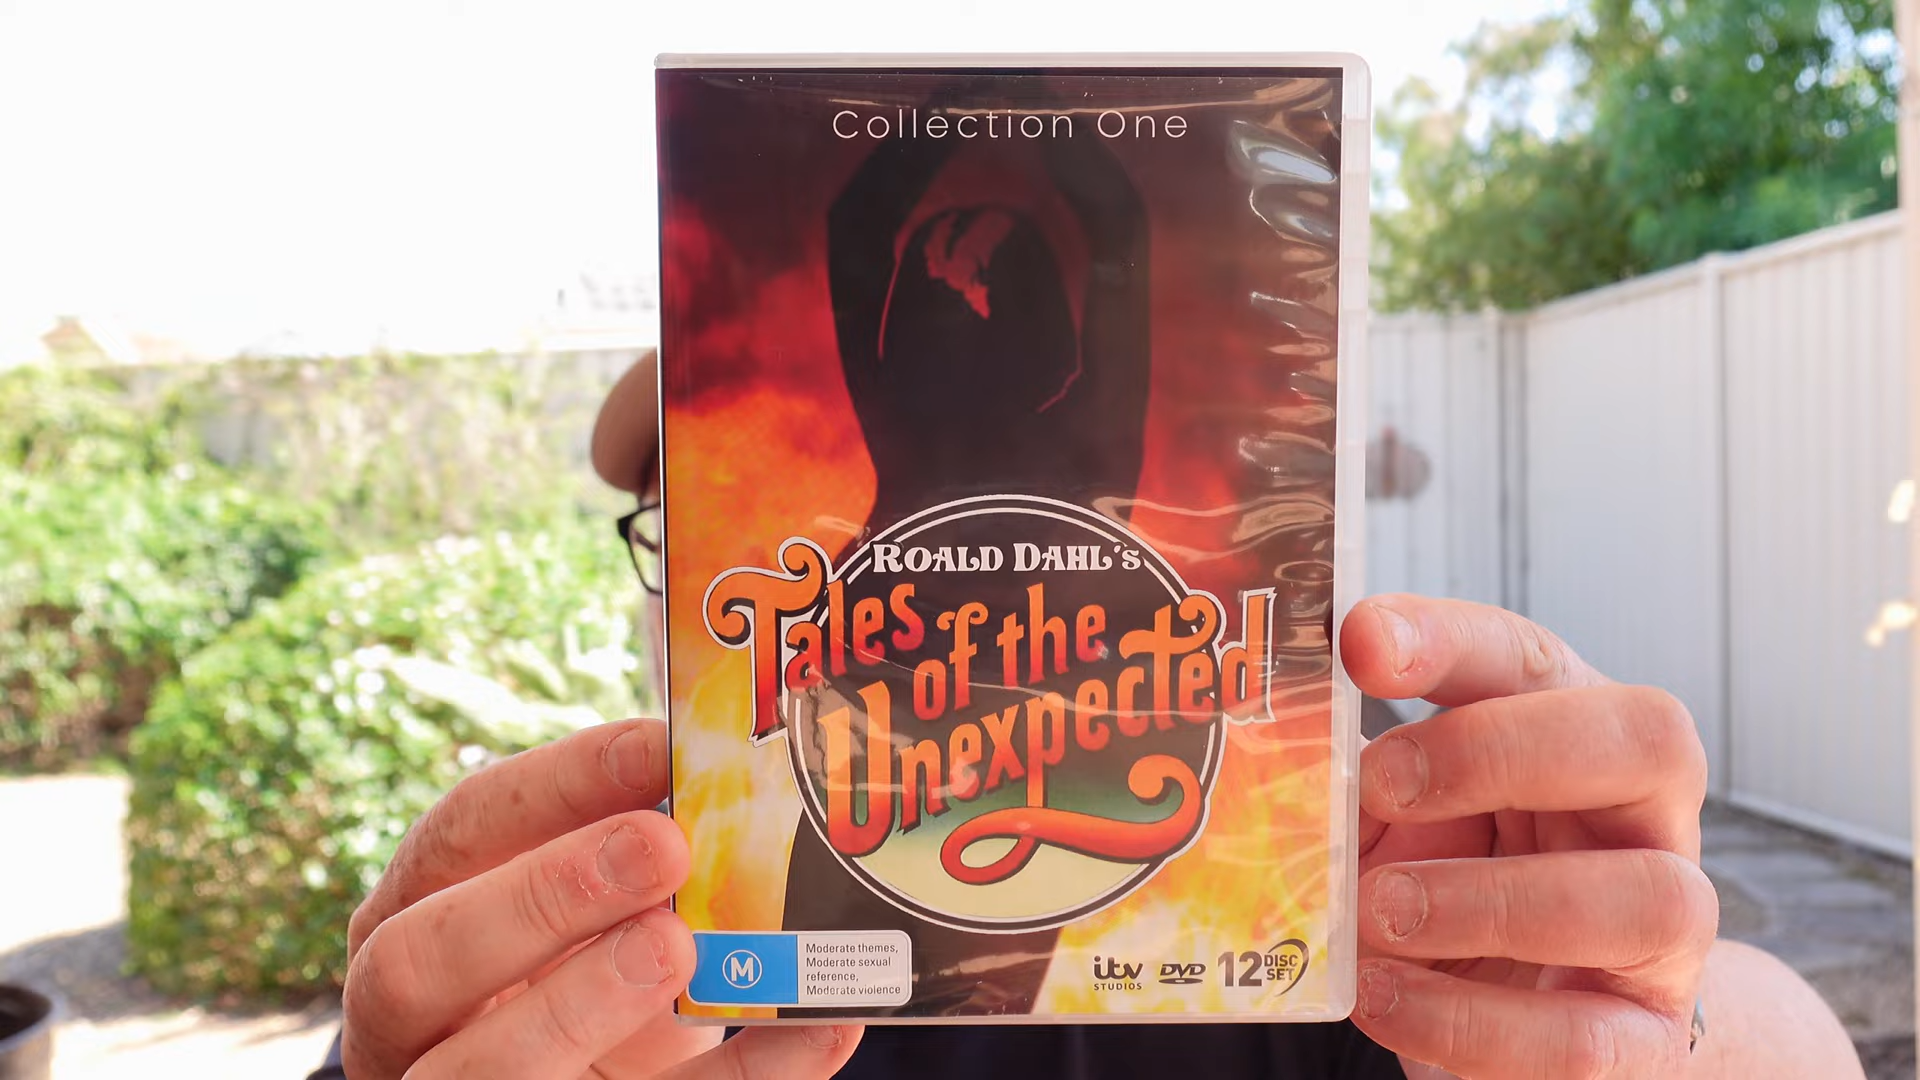 Collection One
ROALD DAHL'S
Tales
of the
Unexpected
M
Moderate themes,
Moderate sexual
reference,
Moderate violence
itv
STUDIOS
DVD
12 DISC
SET